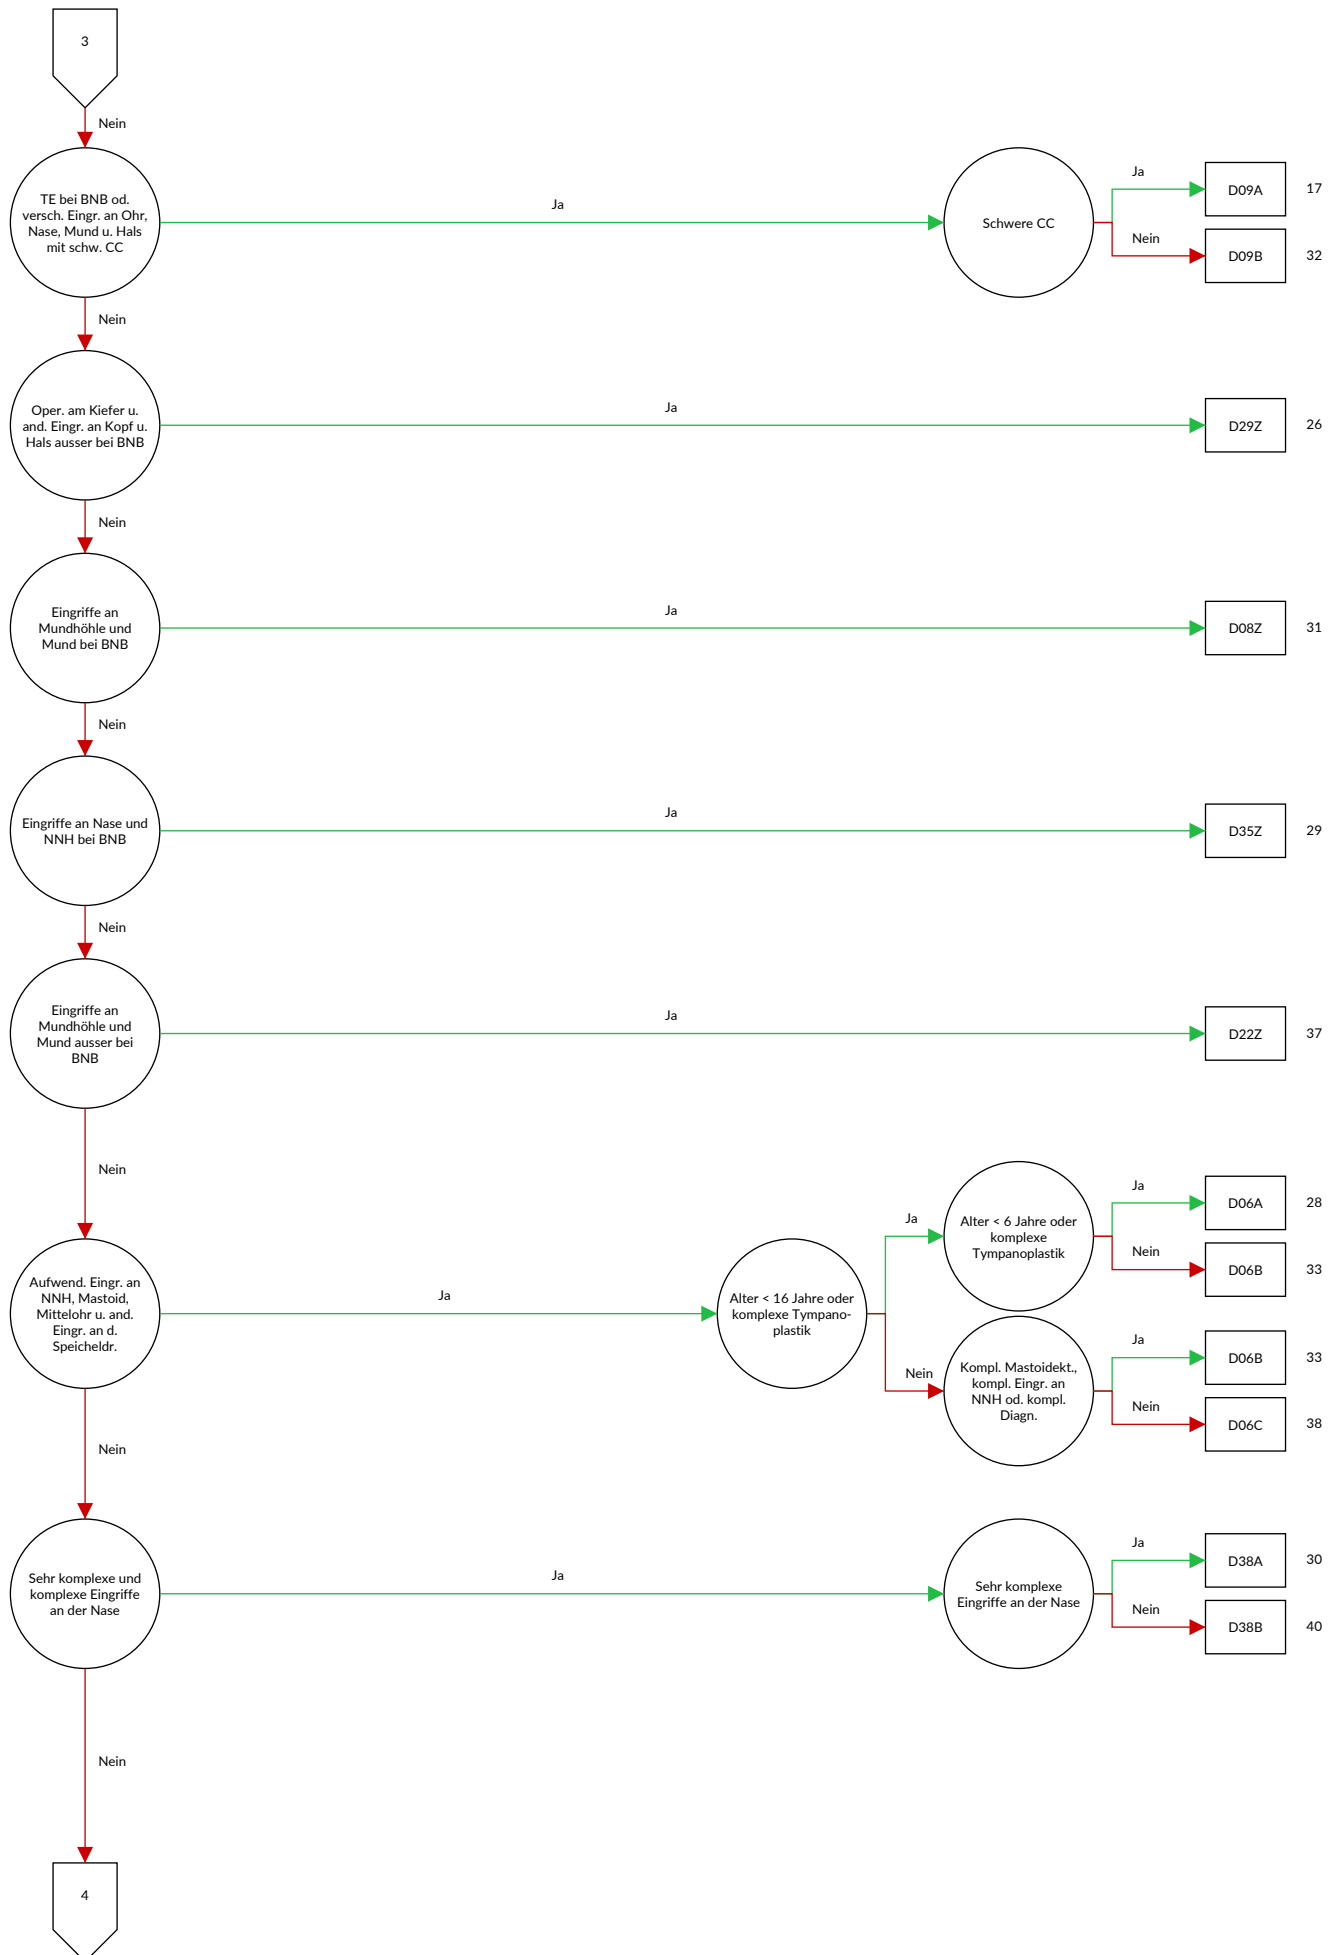 3
Nein
TE bei BNB od.
versch. Eingr. an Ohr,
Nase, Mund u. Hals
mit schw. CC
Ja
Schwere CC
Ja
D09A
17
Nein
D09B
32
Nein
Oper. am Kiefer u.
and. Eingr. an Kopf u.
Hals ausser bei BNB
Ja
D29Z
26
Nein
Eingriffe an
Mundhöhle und
Mund bei BNB
Ja
D08Z
31
Nein
Eingriffe an Nase und
NNH bei BNB
Ja
D35Z
29
Nein
Eingriffe an
Mundhöhle und
Mund ausser bei
BNB
Ja
D22Z
37
Nein
Aufwend. Eingr. an
NNH, Mastoid,
Mittelohr u. and.
Eingr. an d.
Speicheldr.
Ja
Alter < 16 Jahre oder
komplexe Tympano-
plastik
Ja
Alter < 6 Jahre oder
komplexe
Tympanoplastik
Ja
D06A
28
Nein
D06B
33
Nein
Kompl. Mastoidekt.,
kompl. Eingr. an
NNH od. kompl.
Diagn.
Ja
D06B
33
Nein
D06C
38
Nein
Sehr komplexe und
komplexe Eingriffe
an der Nase
Ja
Sehr komplexe
Eingriffe an der Nase
Ja
D38A
30
Nein
D38B
40
Nein
4